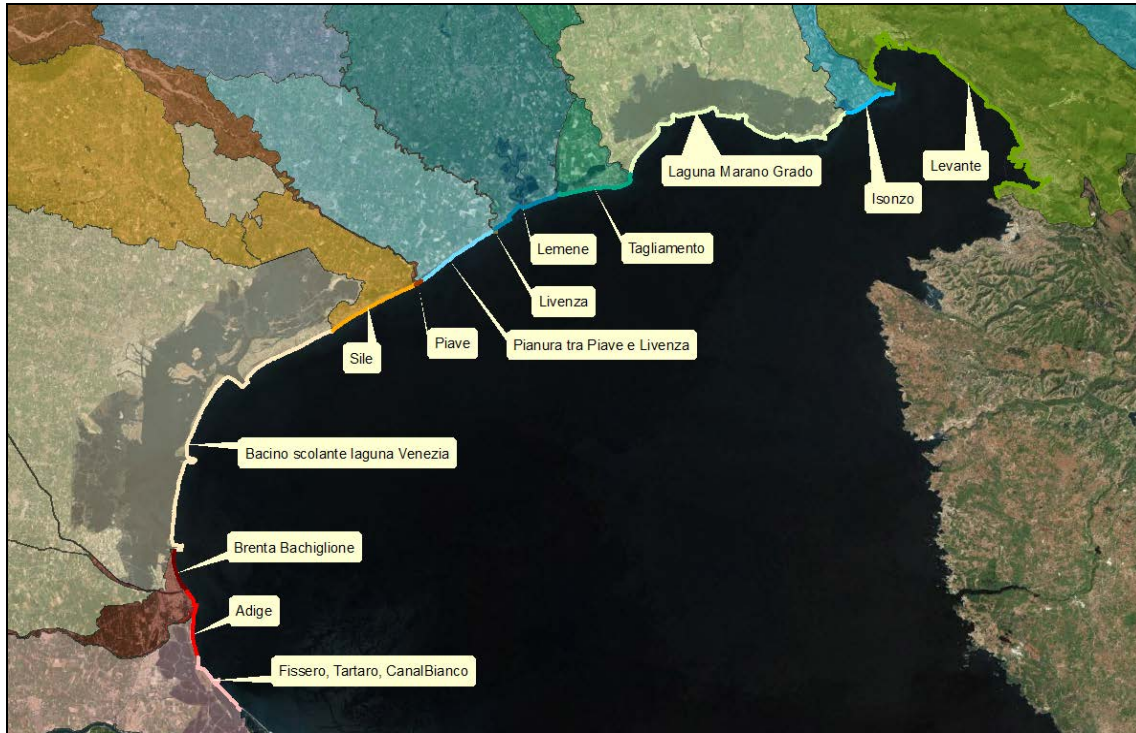 Laguna Marano Grado
Levante
Isonzo
Lemene
Tagliamento
Livenza
Sile
Piave
Pianura tra Piave e Livenza
Bacino scolante laguna Venezia
Brenta Bachiglione
Adige
Fissero, Tartaro, CanalBianco